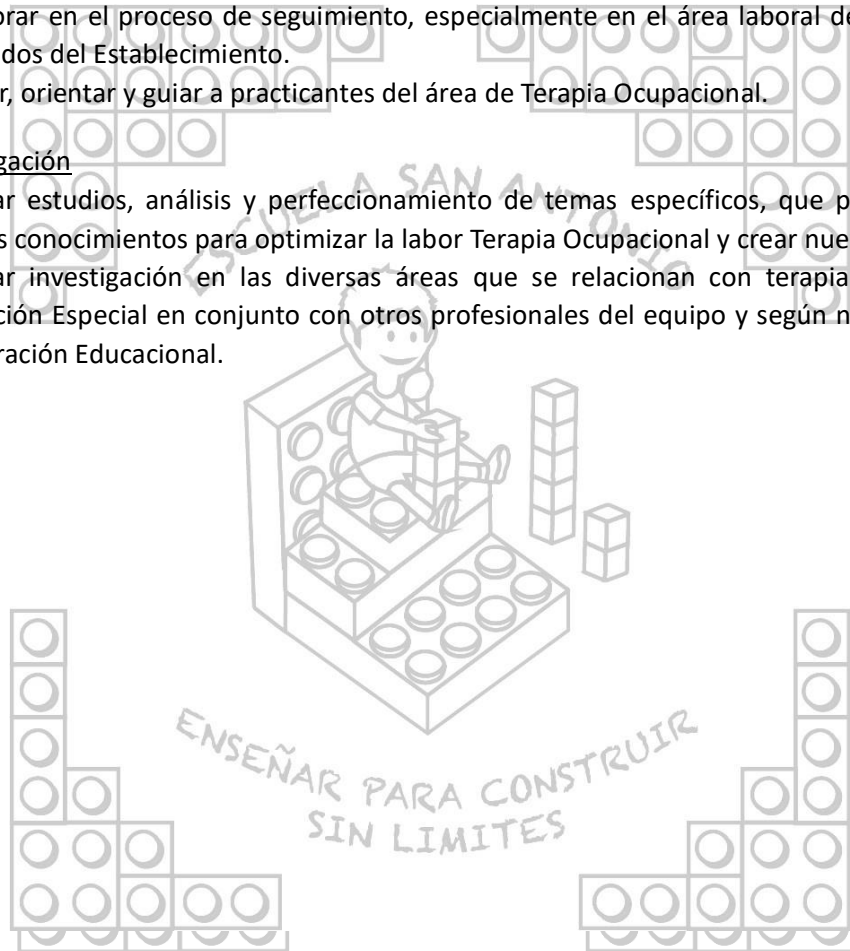 orar en el proceso de seguimiento, especialmente en el área laboral de
dos del Establecimiento.
r, orientar y guiar a practicantes del área de Terapia Ocupacional.
gación
ar estudios, análisis y perfeccionamiento de temas específicos, que p
s conocimientos para optimizar la labor Terapia Ocupacional y crear nue
ar investigación en las diversas áreas que se relacionan con terapia
ción Especial en conjunto con otros profesionales del equipo y según n
ración Educacional.
ESCUELA SAN ANTONIO
ENSEÑAR PARA CONSTRUIR
SIN LIMITES